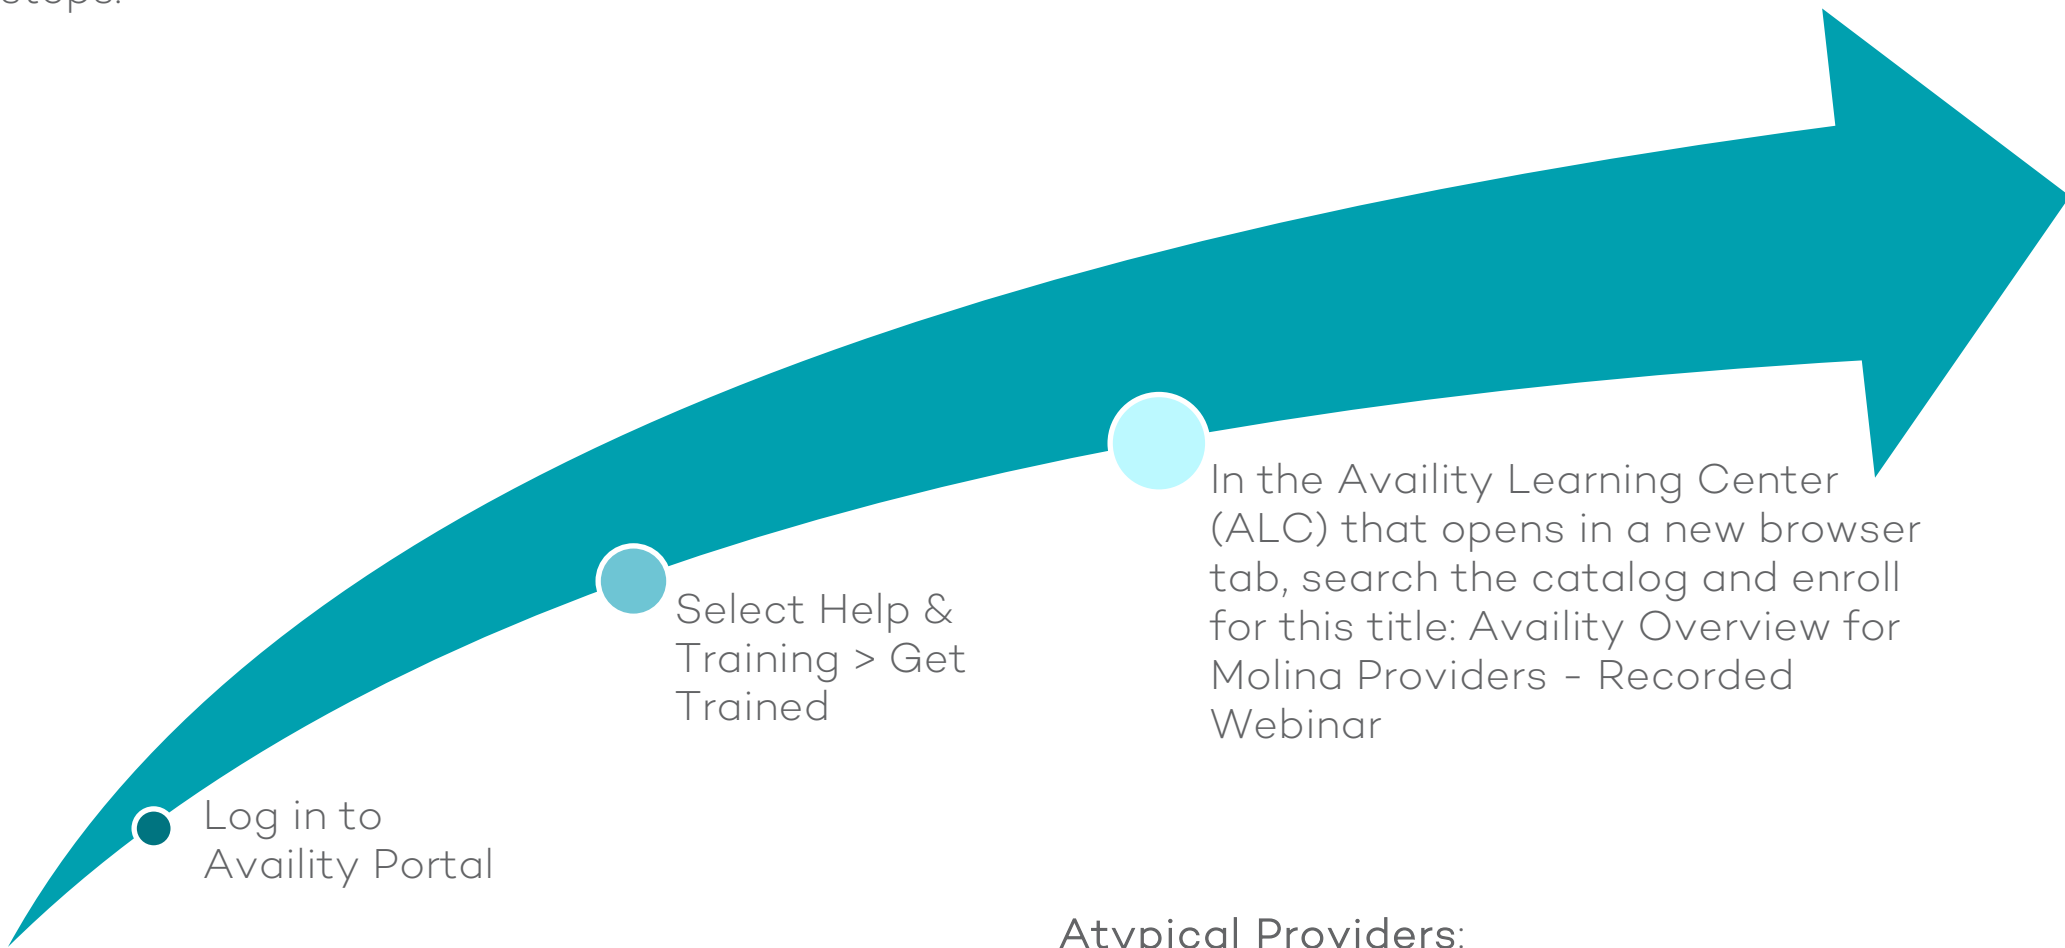 steps:
Log in to
Availity Portal
Select Help &
Training > Get
Trained
In the Availity Learning Center
(ALC) that opens in a new browser
tab, search the catalog and enroll
for this title: Availity Overview for
Molina Providers - Recorded
Webinar
Atypical Providers: